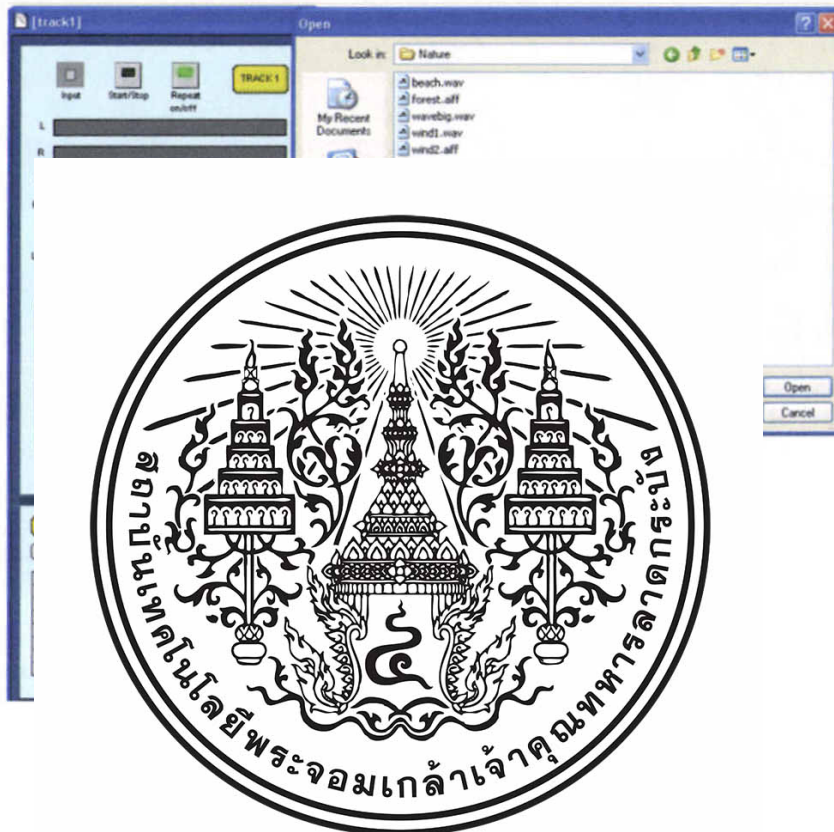 [track1]
Open
Look in: Nature
Input
Start/Stop
Repeat on/off
TRACK 1
L
R
My Recent Documents
beach.wav
forest.aff
wavebig.wav
wind1.wav
wind2.aff
Open
Cancel
สถาบันเทคโนโลยีพระจอมเกล้าเจ้าคุณทหารลาดกระบัง
๔